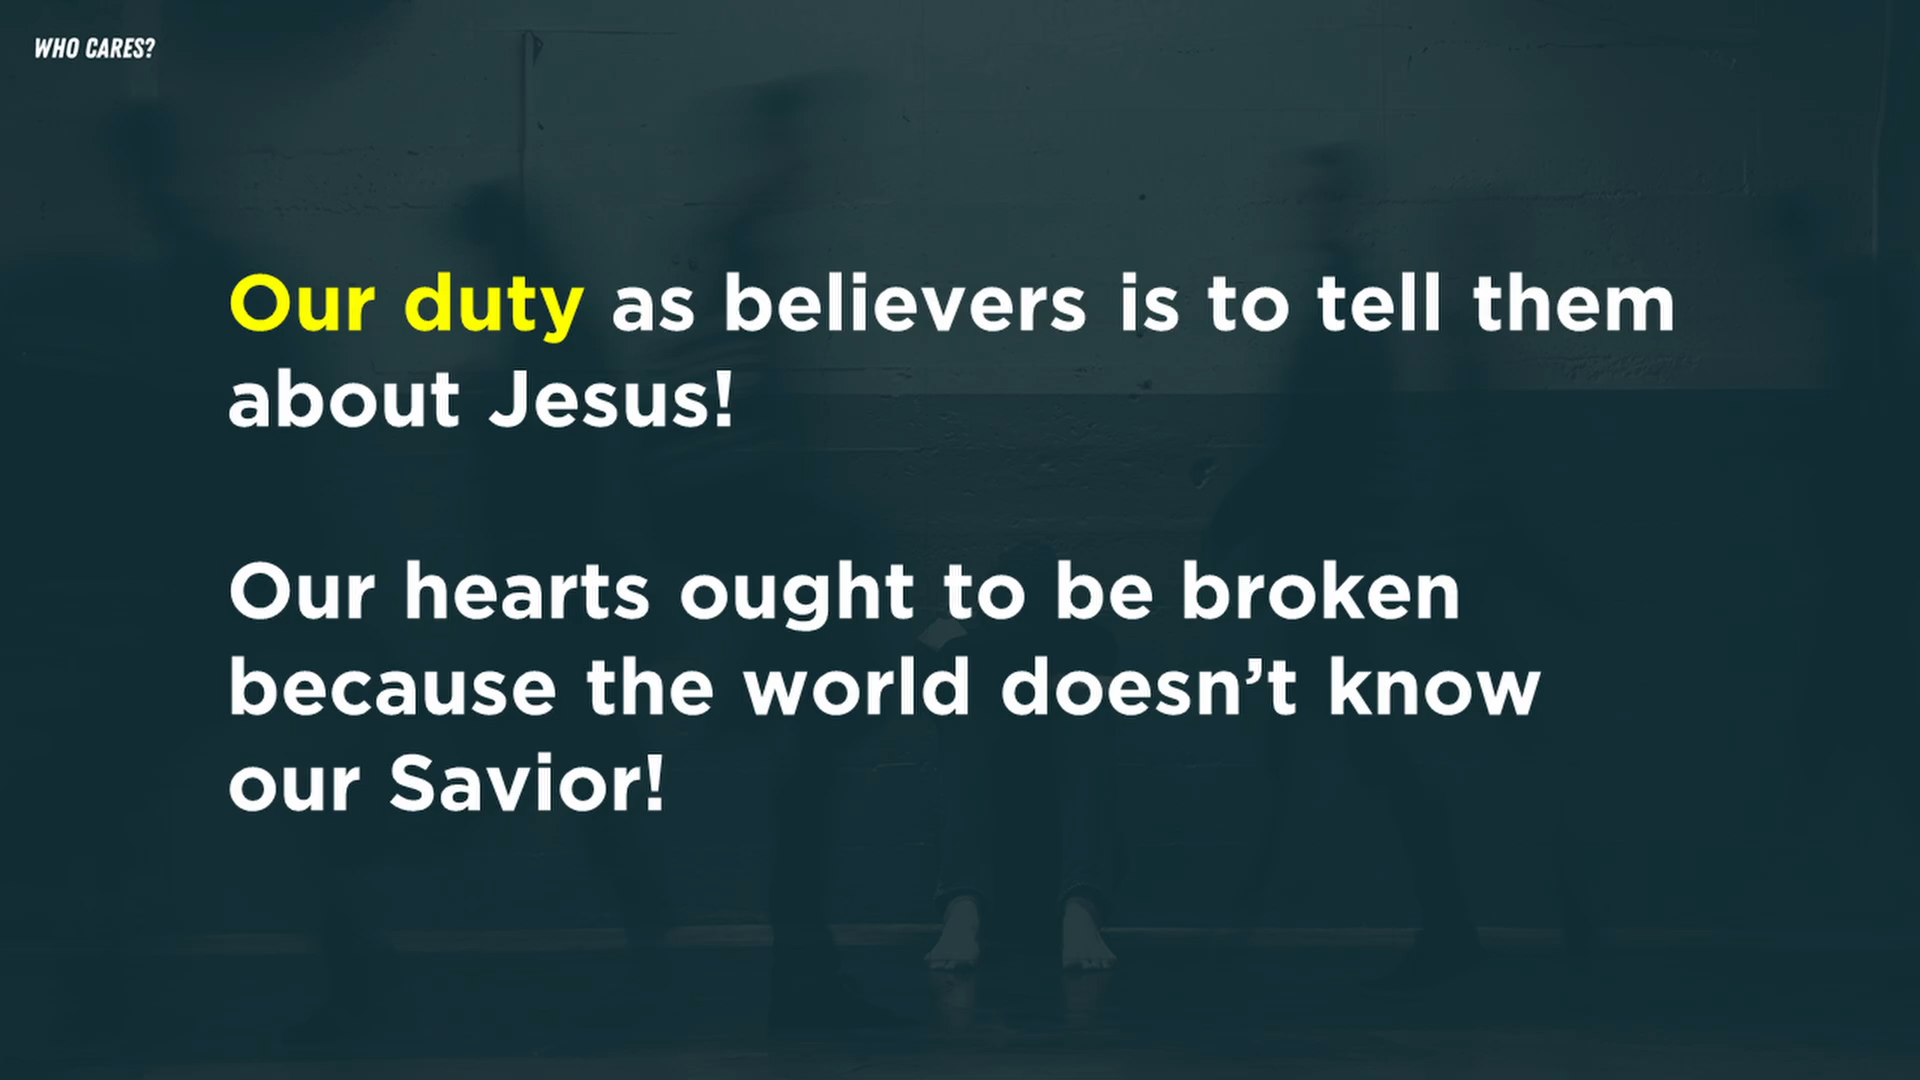 WHO CARES?
Our duty as believers is to tell them
about Jesus!
Our hearts ought to be broken
because the world doesn’t know
our Savior!